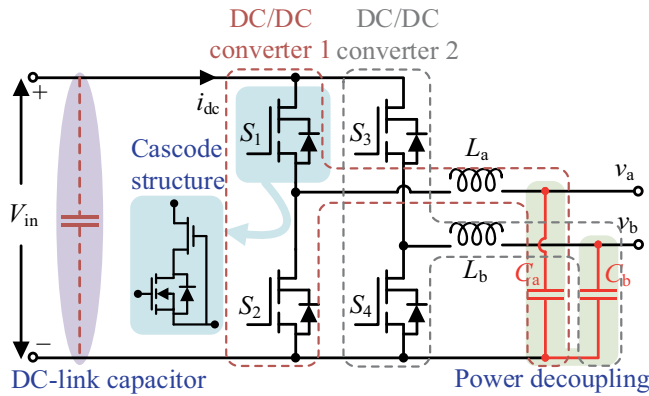 DC/DC
converter 1
DC/DC
converter 2
+
i_dc
S_1
S_3
Cascode
structure
L_a
v_a
V_in
v_b
L_b
C_a
C_b
S_2
S_4
−
DC-link capacitor
Power decoupling